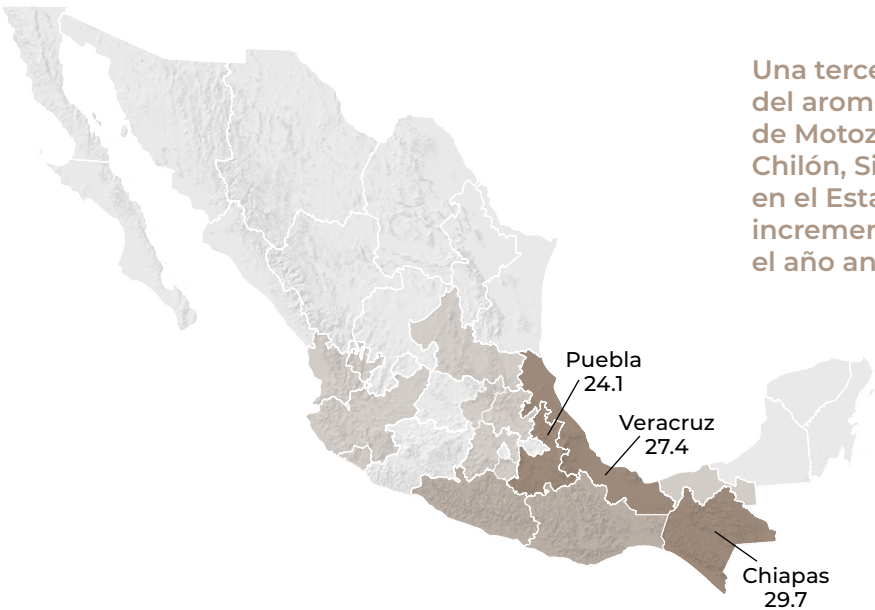 Una terce
del arom
de Motoz
Chilón, Si
en el Esta
incremen
el año an
Puebla
24.1
Veracruz
27.4
Chiapas
29.7